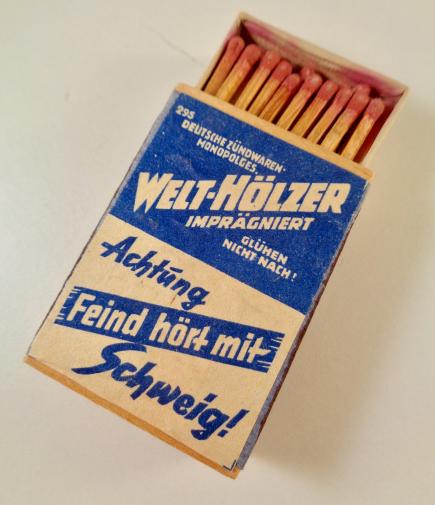 295
DEUTSCHE ZÜNDWAREN-
MONOPOLGES.
WELT-HÖLZER
IMPRÄGNIERT
GLÜHEN
NICHT NACH!
Achtung
Feind hört mit
Schweig!